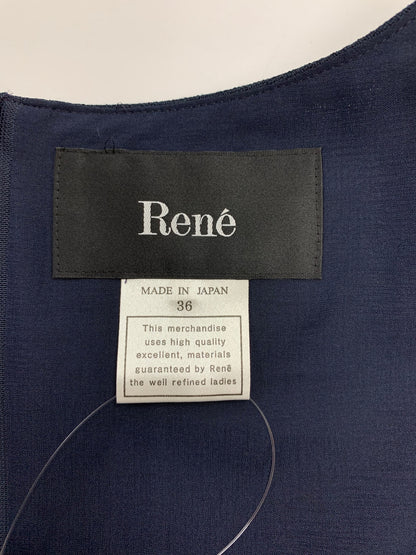 René
MADE IN JAPAN
36
This merchandise
uses high quality
excellent, materials
guaranteed by René
the well refined ladies